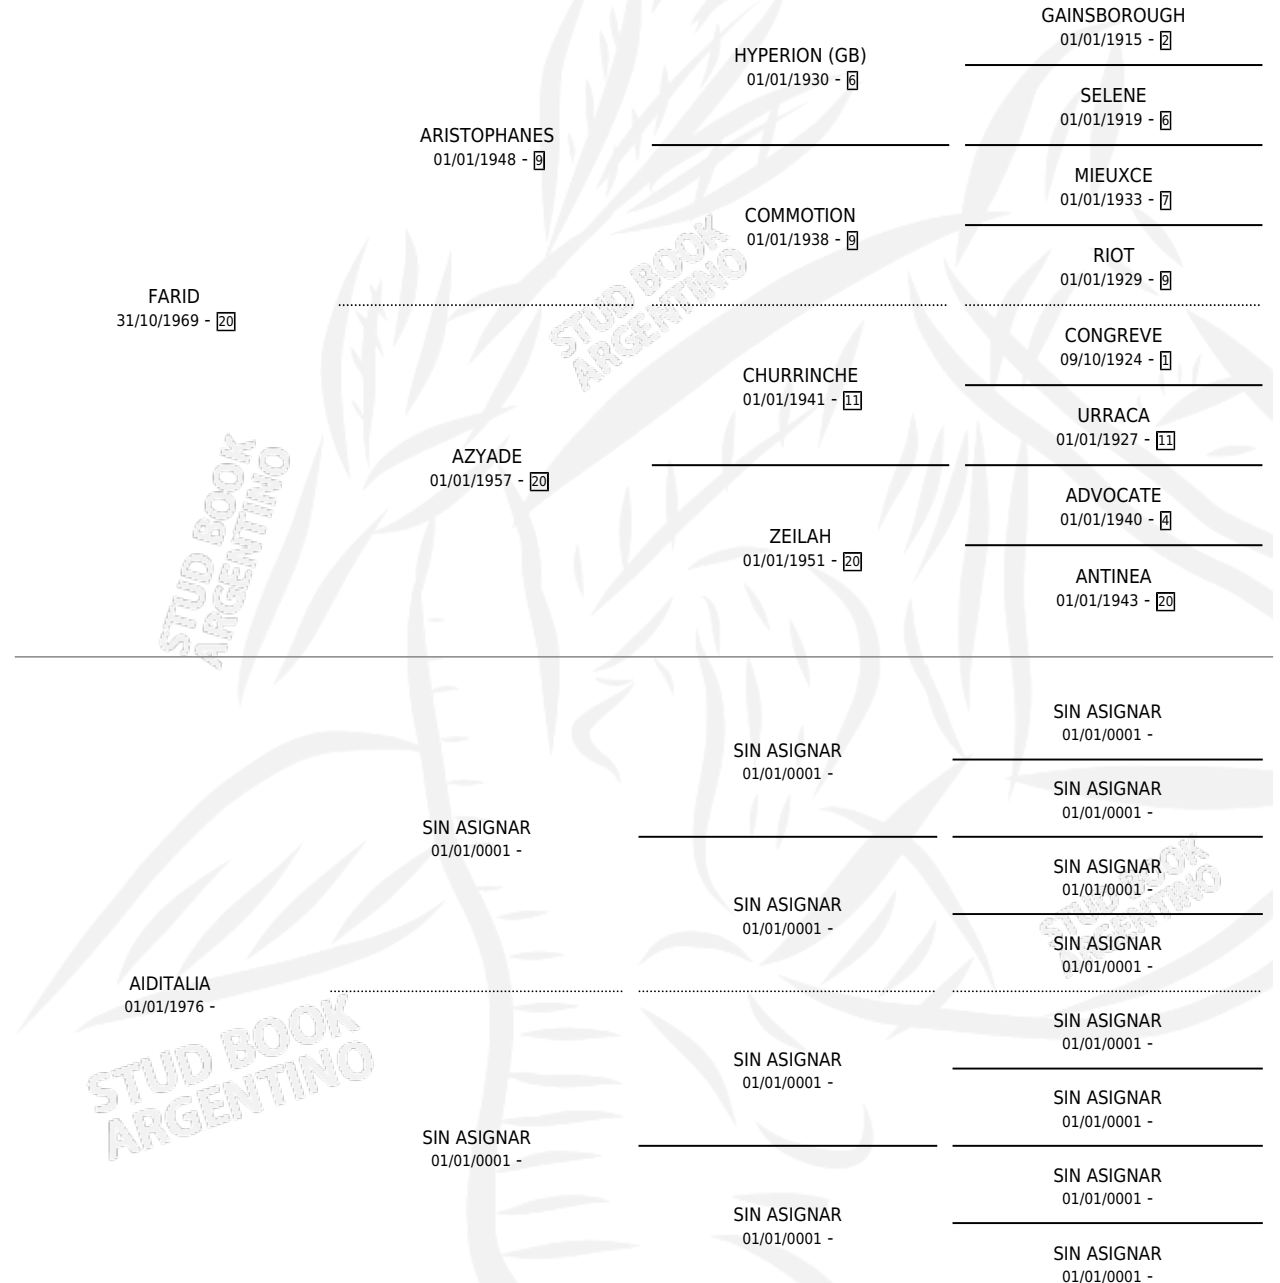 GAINSBOROUGH
01/01/1915 - 2
HYPERION (GB)
01/01/1930 - 6
SELENE
01/01/1919 - 6
ARISTOPHANES
01/01/1948 - 9
MIEUXCE
01/01/1933 - 7
COMMOTION
01/01/1938 - 9
RIOT
01/01/1929 - 9
FARID
31/10/1969 - 20
STUD BOOK
ARGENTINO
CONGREVE
09/10/1924 - 1
CHURRINCHE
01/01/1941 - 11
URRACA
01/01/1927 - 11
AZYADE
01/01/1957 - 20
ADVOCATE
01/01/1940 - 4
ZEILAH
01/01/1951 - 20
ANTINEA
01/01/1943 - 20
STUD BOOK
ARGENTINO
SIN ASIGNAR
01/01/0001 -
SIN ASIGNAR
01/01/0001 -
SIN ASIGNAR
01/01/0001 -
SIN ASIGNAR
01/01/0001 -
SIN ASIGNAR
01/01/0001 -
SIN ASIGNAR
01/01/0001 -
SIN ASIGNAR
01/01/0001 -
STUD BOOK
ARGENTINO
AIDITALIA
01/01/1976 -
SIN ASIGNAR
01/01/0001 -
SIN ASIGNAR
01/01/0001 -
SIN ASIGNAR
01/01/0001 -
STUD BOOK
ARGENTINO
SIN ASIGNAR
01/01/0001 -
SIN ASIGNAR
01/01/0001 -
SIN ASIGNAR
01/01/0001 -
SIN ASIGNAR
01/01/0001 -